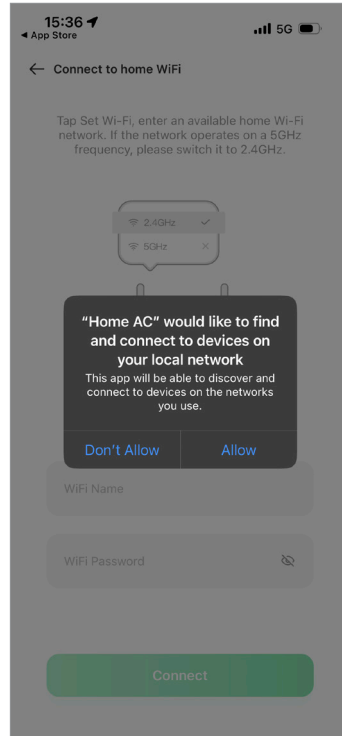 15:36
5G
◀ App Store
← Connect to home WiFi
Tap Set Wi-Fi, enter an available home Wi-Fi
network. If the network operates on a 5GHz
frequency, please switch it to 2.4GHz.
2.4GHz
5GHz
“Home AC” would like to find
and connect to devices on
your local network
This app will be able to discover and
connect to devices on the networks
you use.
Don’t Allow
Allow
WiFi Name
WiFi Password
Connect